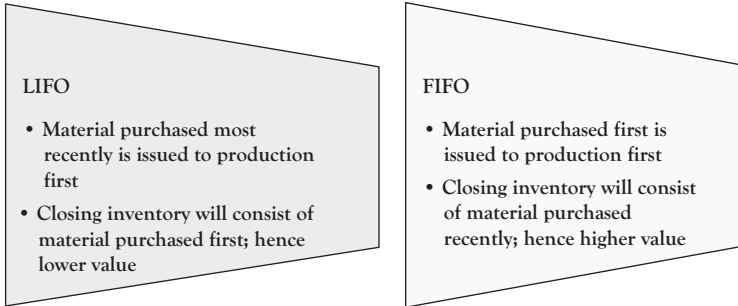 LIFO
• Material purchased most
recently is issued to production
first
• Closing inventory will consist of
material purchased first; hence
lower value
FIFO
• Material purchased first is
issued to production first
• Closing inventory will consist
of material purchased
recently; hence higher value